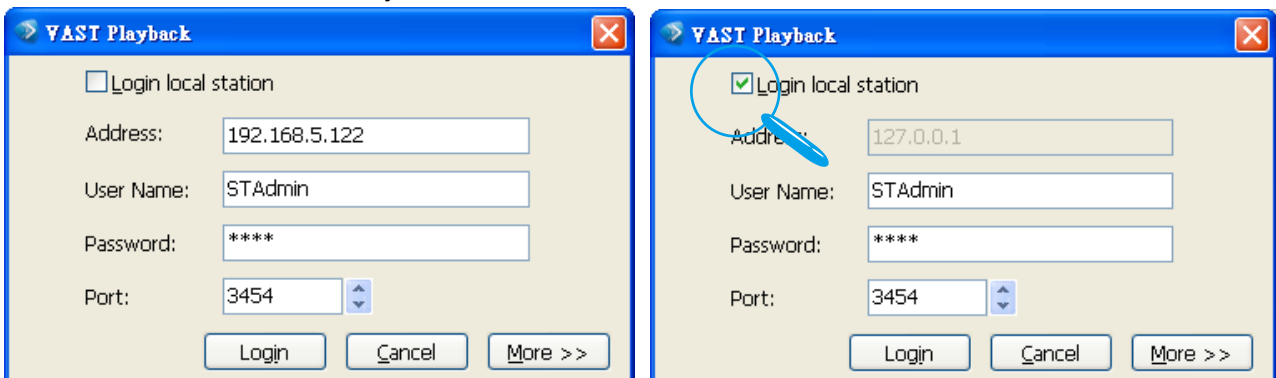 VAST Playback
Login local station
Address: 192.168.5.122
User Name: STAdmin
Password: ****
Port: 3454
Login Cancel More >>
VAST Playback
Login local station
Address: 127.0.0.1
User Name: STAdmin
Password: ****
Port: 3454
Login Cancel More >>